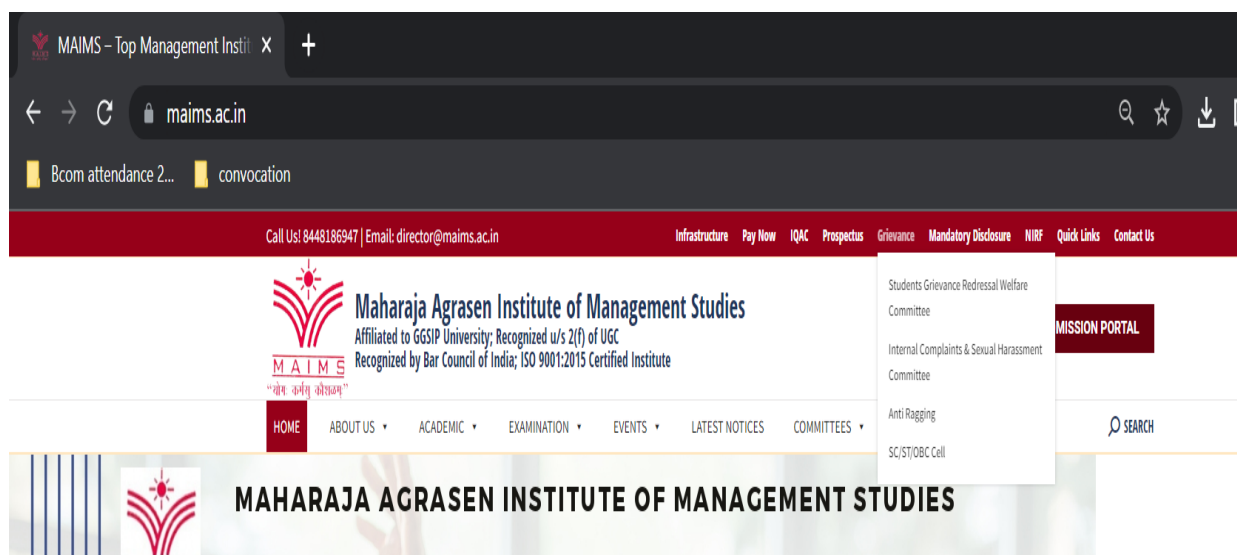 MAIMS – Top Management Instit
maims.ac.in
Bcom attendance 2... convocation
Call Us! 8448186947 | Email: director@maims.ac.in Infrastructure Pay Now IQAC Prospectus Grievance Mandatory Disclosure NIRF Quick Links Contact Us
Maharaja Agrasen Institute of Management Studies
Affiliated to GGSIP University; Recognized u/s 2(f) of UGC
Recognized by Bar Council of India; ISO 9001:2015 Certified Institute
MAIMS
"योगः कर्मसु कौशलम्"
Students Grievance Redressal Welfare
Committee
Internal Complaints & Sexual Harassment
Committee
Anti Ragging
SC/ST/OBC Cell
MISSION PORTAL
HOME ABOUT US ACADEMIC EXAMINATION EVENTS LATEST NOTICES COMMITTEES SEARCH
MAHARAJA AGRASEN INSTITUTE OF MANAGEMENT STUDIES